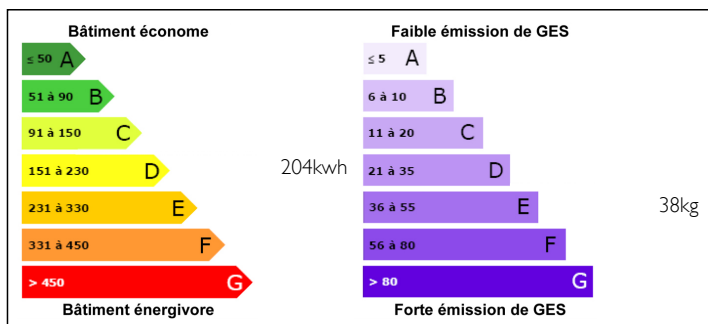 Bâtiment économe
≤ 50 A
51 à 90 B
91 à 150 C
151 à 230 D
204kwh
231 à 330 E
331 à 450 F
> 450 G
Bâtiment énergivore
Faible émission de GES
≤ 5 A
6 à 10 B
11 à 20 C
21 à 35 D
36 à 55 E
38kg
56 à 80 F
> 80 G
Forte émission de GES